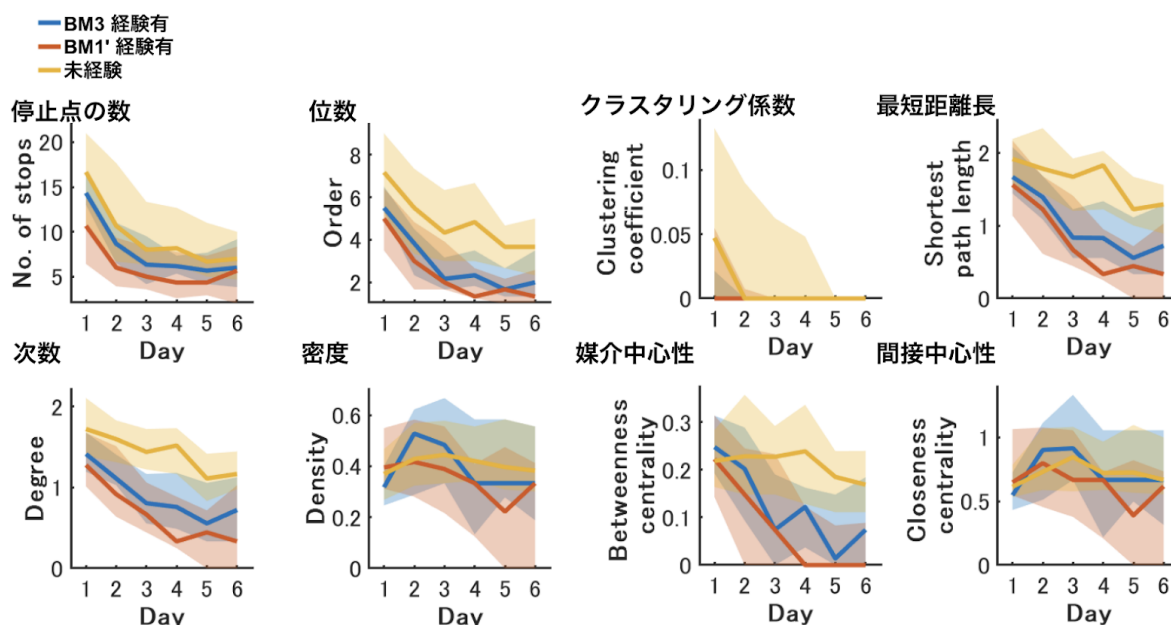 BM3 経験有
BM1' 経験有
未経験
停止点の数
No. of stops
20
15
10
5
1 2 3 4 5 6
Day
位数
Order
8
6
4
2
1 2 3 4 5 6
Day
クラスタリング係数
Clustering
coefficient
0.1
0.05
0
1 2 3 4 5 6
Day
最短距離長
Shortest
path length
2
1
0
1 2 3 4 5 6
Day
次数
Degree
2
1
0
1 2 3 4 5 6
Day
密度
Density
0.6
0.4
0.2
0
1 2 3 4 5 6
Day
媒介中心性
Betweenness
centrality
0.3
0.2
0.1
0
1 2 3 4 5 6
Day
間接中心性
Closeness
centrality
1
0.5
0
1 2 3 4 5 6
Day